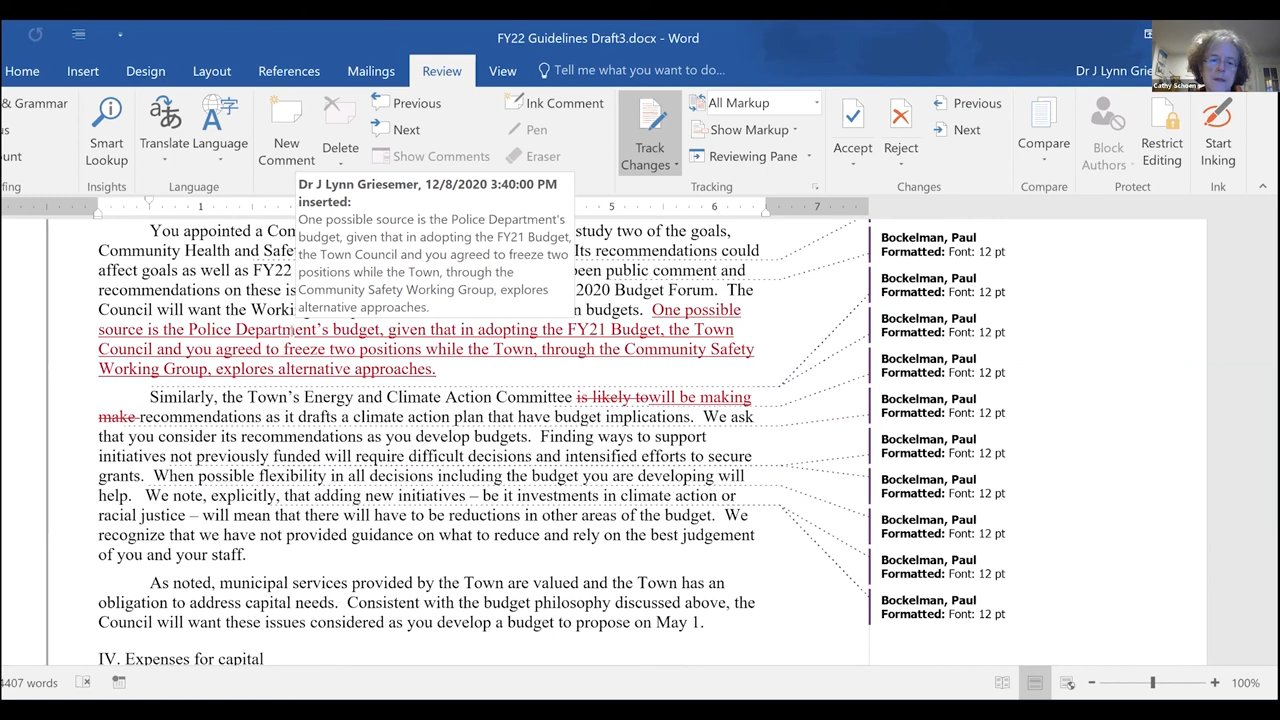 FY22 Guidelines Draft3.docx - Word
Home Insert Design Layout References Mailings Review View Tell me what you want to do... Dr J Lynn
Cathy Schoen
& Grammar
Smart Lookup
Insights
Translate Language
Language
New Comment
Delete
Previous
Next
Show Comments
Ink Comment
Pen
Eraser
Track Changes
All Markup
Show Markup
Reviewing Pane
Tracking
Accept
Reject
Previous
Next
Changes
Compare
Compare
Block Authors
Restrict Editing
Protect
Start Inking
Ink
1 5 6 7
Dr J Lynn Griesemer, 12/8/2020 3:40:00 PM
inserted:
One possible source is the Police Department's
budget, given that in adopting the FY21 Budget,
the Town Council and you agreed to freeze two
positions while the Town, through the
Community Safety Working Group, explores
alternative approaches.
You appointed a study two of the goals,
Community Health and Its recommendations could
affect goals as well as FY22 been public comment and
recommendations on these is 2020 Budget Forum. The
Council will want the budgets. One possible
source is the Police Department's budget, given that in adopting the FY21 Budget, the Town
Council and you agreed to freeze two positions while the Town, through the Community Safety
Working Group, explores alternative approaches.
Similarly, the Town's Energy and Climate Action Committee is likely towill be making
make recommendations as it drafts a climate action plan that have budget implications. We ask
that you consider its recommendations as you develop budgets. Finding ways to support
initiatives not previously funded will require difficult decisions and intensified efforts to secure
grants. When possible flexibility in all decisions including the budget you are developing will
help. We note, explicitly, that adding new initiatives – be it investments in climate action or
racial justice – will mean that there will have to be reductions in other areas of the budget. We
recognize that we have not provided guidance on what to reduce and rely on the best judgement
of you and your staff.
As noted, municipal services provided by the Town are valued and the Town has an
obligation to address capital needs. Consistent with the budget philosophy discussed above, the
Council will want these issues considered as you develop a budget to propose on May 1.
IV. Expenses for capital
Bockelman, Paul
Formatted: Font: 12 pt
Bockelman, Paul
Formatted: Font: 12 pt
Bockelman, Paul
Formatted: Font: 12 pt
Bockelman, Paul
Formatted: Font: 12 pt
Bockelman, Paul
Formatted: Font: 12 pt
Bockelman, Paul
Formatted: Font: 12 pt
Bockelman, Paul
Formatted: Font: 12 pt
Bockelman, Paul
Formatted: Font: 12 pt
Bockelman, Paul
Formatted: Font: 12 pt
Bockelman, Paul
Formatted: Font: 12 pt
4407 words
100%